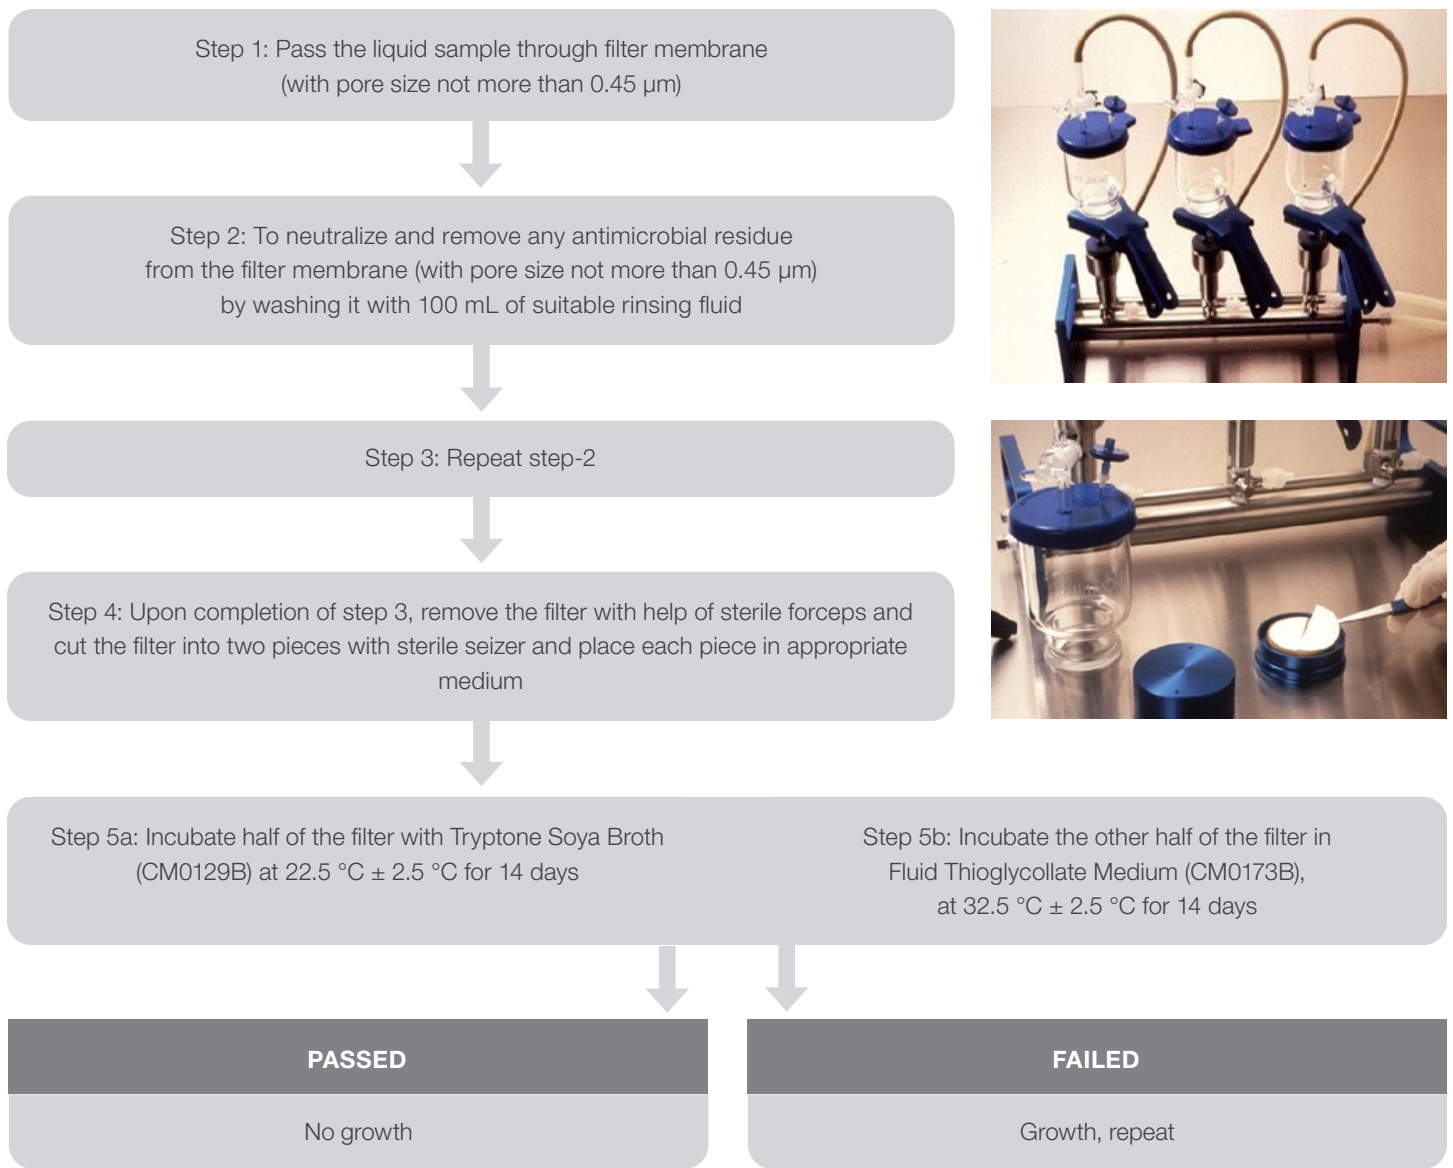 Step 1: Pass the liquid sample through filter membrane
(with pore size not more than 0.45 µm)
Step 2: To neutralize and remove any antimicrobial residue
from the filter membrane (with pore size not more than 0.45 µm)
by washing it with 100 mL of suitable rinsing fluid
Step 3: Repeat step-2
Step 4: Upon completion of step 3, remove the filter with help of sterile forceps and
cut the filter into two pieces with sterile seizer and place each piece in appropriate
medium
Step 5a: Incubate half of the filter with Tryptone Soya Broth
(CM0129B) at 22.5 °C ± 2.5 °C for 14 days
Step 5b: Incubate the other half of the filter in
Fluid Thioglycollate Medium (CM0173B),
at 32.5 °C ± 2.5 °C for 14 days
PASSED
No growth
FAILED
Growth, repeat